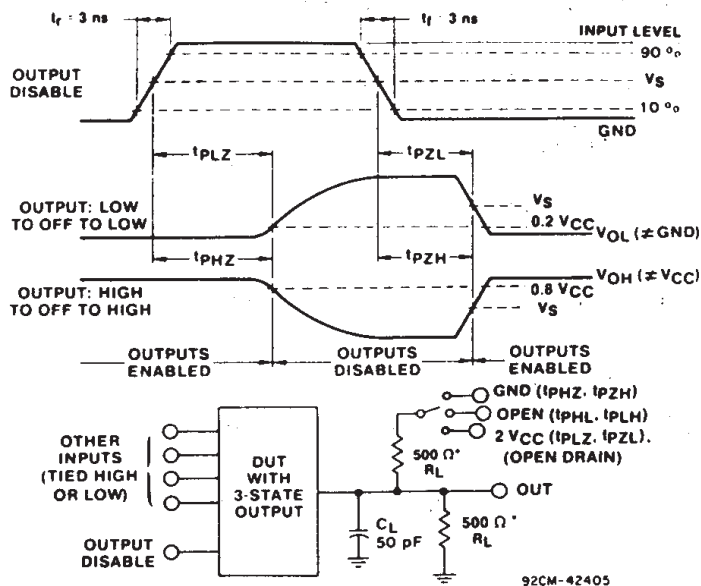 tr = 3 ns
tf = 3 ns
INPUT LEVEL
90 %
OUTPUT
DISABLE
VS
10 %
GND
tPLZ
tPZL
OUTPUT: LOW
TO OFF TO LOW
VS
0.2 VCC
VOL (≠GND)
tPHZ
tPZH
OUTPUT: HIGH
TO OFF TO HIGH
VOH (≠VCC)
0.8 VCC
VS
OUTPUTS
ENABLED
OUTPUTS
DISABLED
OUTPUTS
ENABLED
GND (tPHZ, tPZH)
OPEN (tPHL, tPLH)
2 VCC (tPLZ, tPZL).
(OPEN DRAIN)
OTHER
INPUTS
(TIED HIGH
OR LOW)
DUT
WITH
3-STATE
OUTPUT
500 Ω*
RL
OUT
CL
50 pF
500 Ω*
RL
OUTPUT
DISABLE
92CM-42405